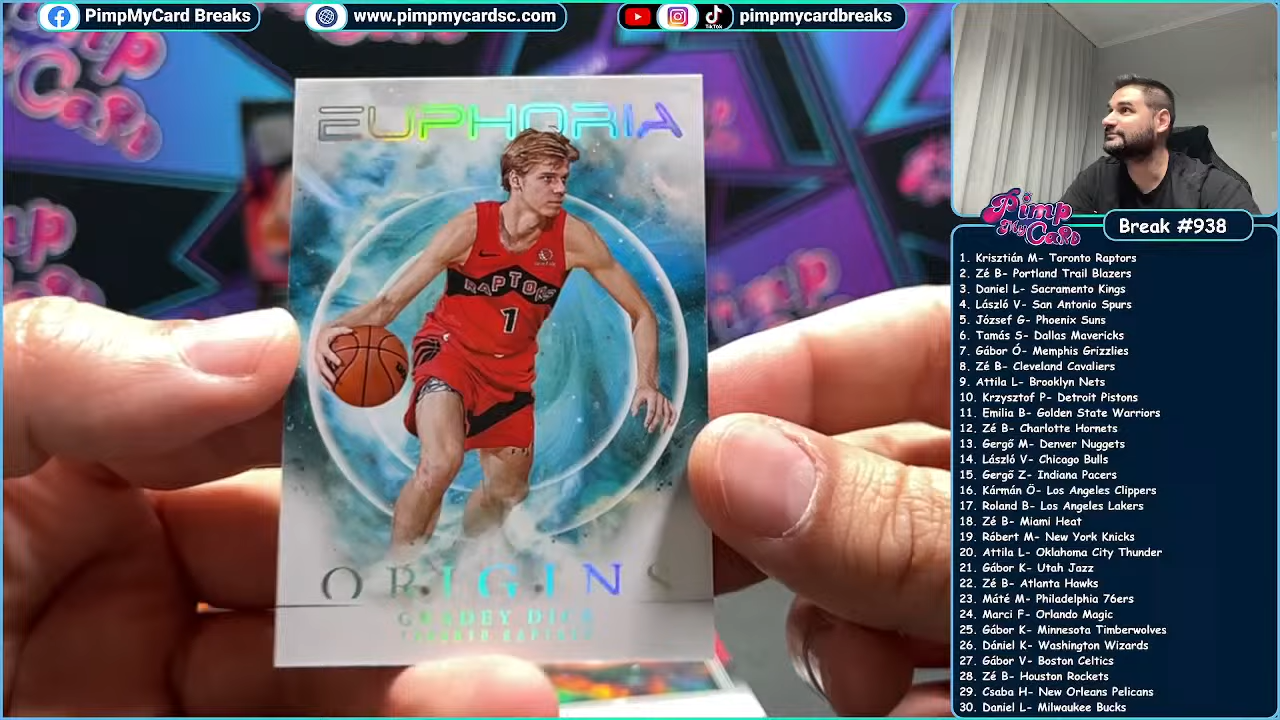 PimpMyCard Breaks
www.pimpmycardsc.com
TikTok
pimpmycardbreaks
EUPHORIA
RAPTORS
1
ORIGINS
GRADEY DICK
TORONTO RAPTORS
Pimp
My Card
Break #938
1. Krisztián M- Toronto Raptors
2. Zé B- Portland Trail Blazers
3. Daniel L- Sacramento Kings
4. László V- San Antonio Spurs
5. József G- Phoenix Suns
6. Tamás S- Dallas Mavericks
7. Gábor Ó- Memphis Grizzlies
8. Zé B- Cleveland Cavaliers
9. Attila L- Brooklyn Nets
10. Krzysztof P- Detroit Pistons
11. Emilia B- Golden State Warriors
12. Zé B- Charlotte Hornets
13. Gergő M- Denver Nuggets
14. László V- Chicago Bulls
15. Gergő Z- Indiana Pacers
16. Kármán Ö- Los Angeles Clippers
17. Roland B- Los Angeles Lakers
18. Zé B- Miami Heat
19. Róbert M- New York Knicks
20. Attila L- Oklahoma City Thunder
21. Gábor K- Utah Jazz
22. Zé B- Atlanta Hawks
23. Máté M- Philadelphia 76ers
24. Marci F- Orlando Magic
25. Gábor K- Minnesota Timberwolves
26. Dániel K- Washington Wizards
27. Gábor V- Boston Celtics
28. Zé B- Houston Rockets
29. Csaba H- New Orleans Pelicans
30. Daniel L- Milwaukee Bucks